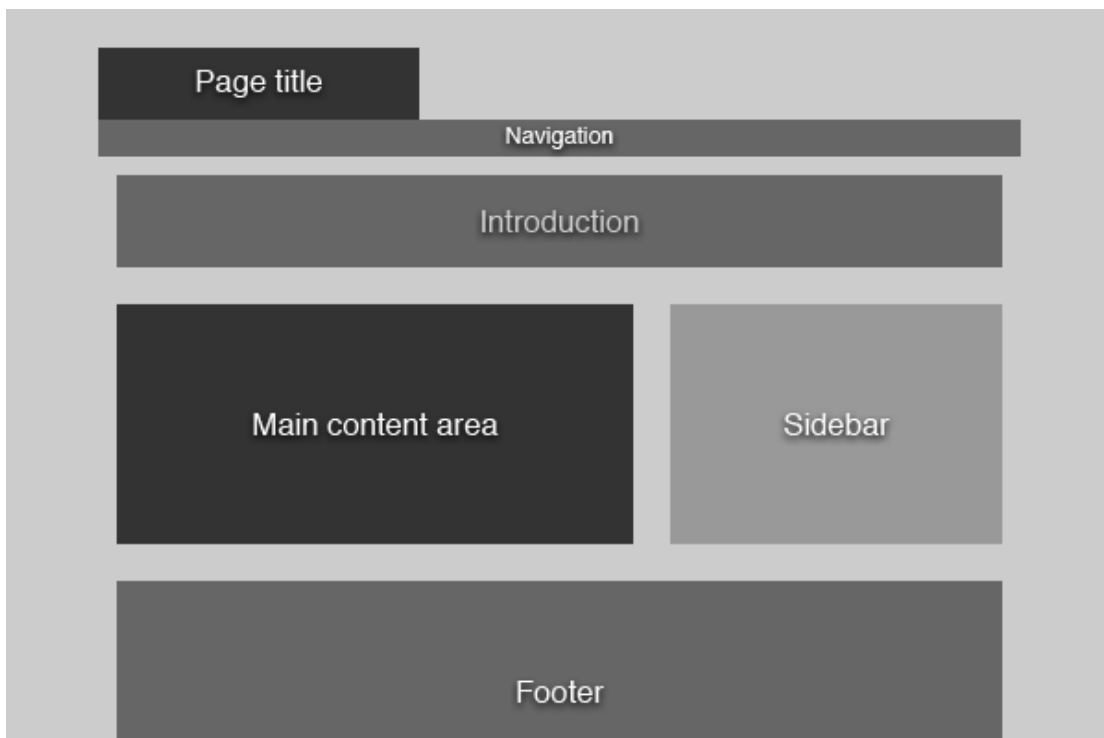 Page title
Navigation
Introduction
Main content area
Sidebar
Footer